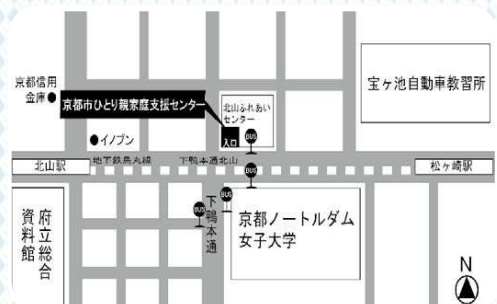 京都信用
金庫●
京都市ひとり親家庭支援センター
北山ふれあい
センター
入口
BUS
宝ヶ池自動車教習所
●イノブン
北山駅
地下鉄烏丸線
下鴨本通北山
BUS
松ヶ崎駅
府立総合
資料館
下鴨本通
BUS
BUS
京都ノートルダム
女子大学
N